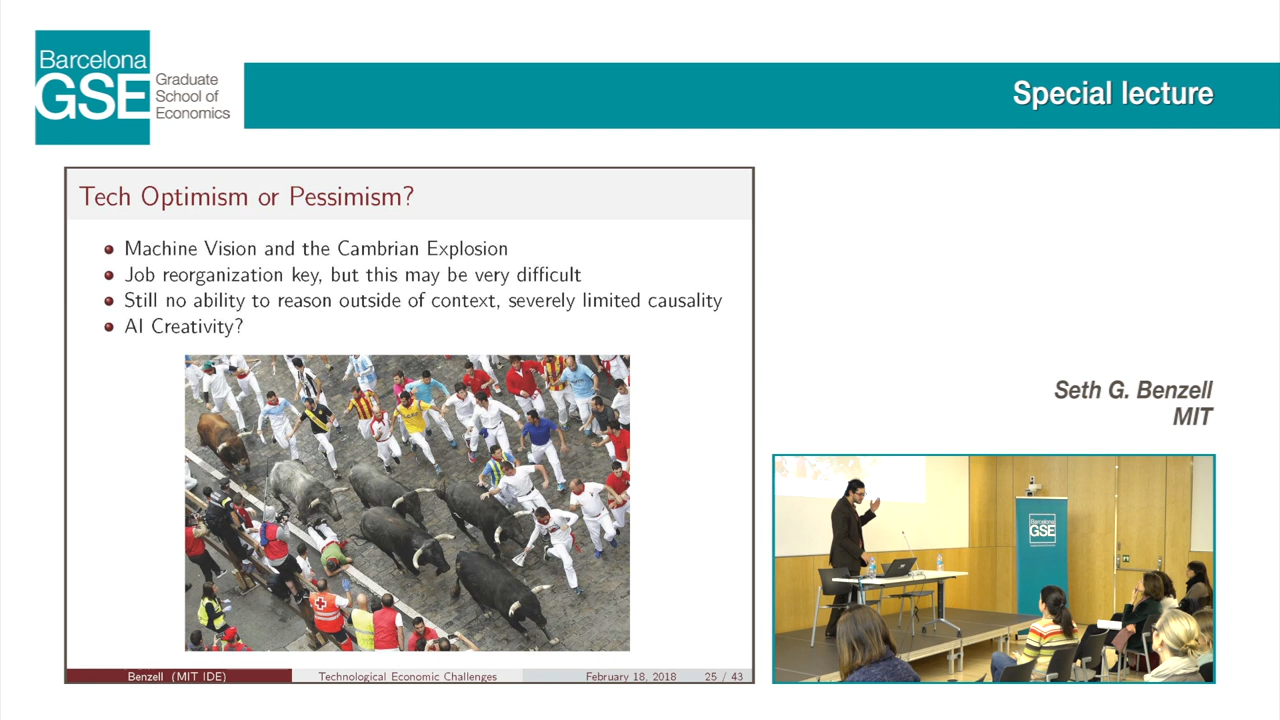 Barcelona
GSE
Graduate
School of
Economics
Special lecture
Tech Optimism or Pessimism?
Machine Vision and the Cambrian Explosion
Job reorganization key, but this may be very difficult
Still no ability to reason outside of context, severely limited causality
AI Creativity?
Benzell (MIT IDE)
Technological Economic Challenges
February 18, 2018
25 / 43
Seth G. Benzell
MIT
Barcelona
GSE